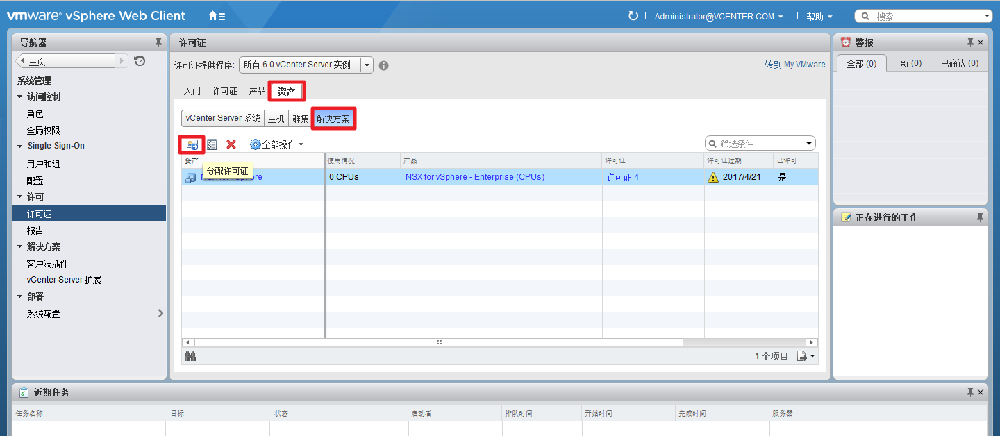 vmware® vSphere Web Client
Administrator@VCENTER.COM
帮助
搜索
导航器
主页
系统管理
访问控制
角色
全局权限
Single Sign-On
用户和组
配置
许可
许可证
报告
解决方案
客户端插件
vCenter Server 扩展
部署
系统配置
许可证
许可证提供程序: 所有 6.0 vCenter Server 实例
转到 My VMware
入门 许可证 产品 资产
vCenter Server 系统 主机 群集 解决方案
全部操作
筛选条件
资产 使用情况 产品 许可证 许可证过期 已许可
分配许可证
0 CPUs NSX for vSphere - Enterprise (CPUs) 许可证 4 2017/4/21 是
1 个项目
警报
全部 (0) 新 (0) 已确认 (0)
正在进行的工作
近期任务
任务名称 目标 状态 启动者 排队时间 开始时间 完成时间 服务器